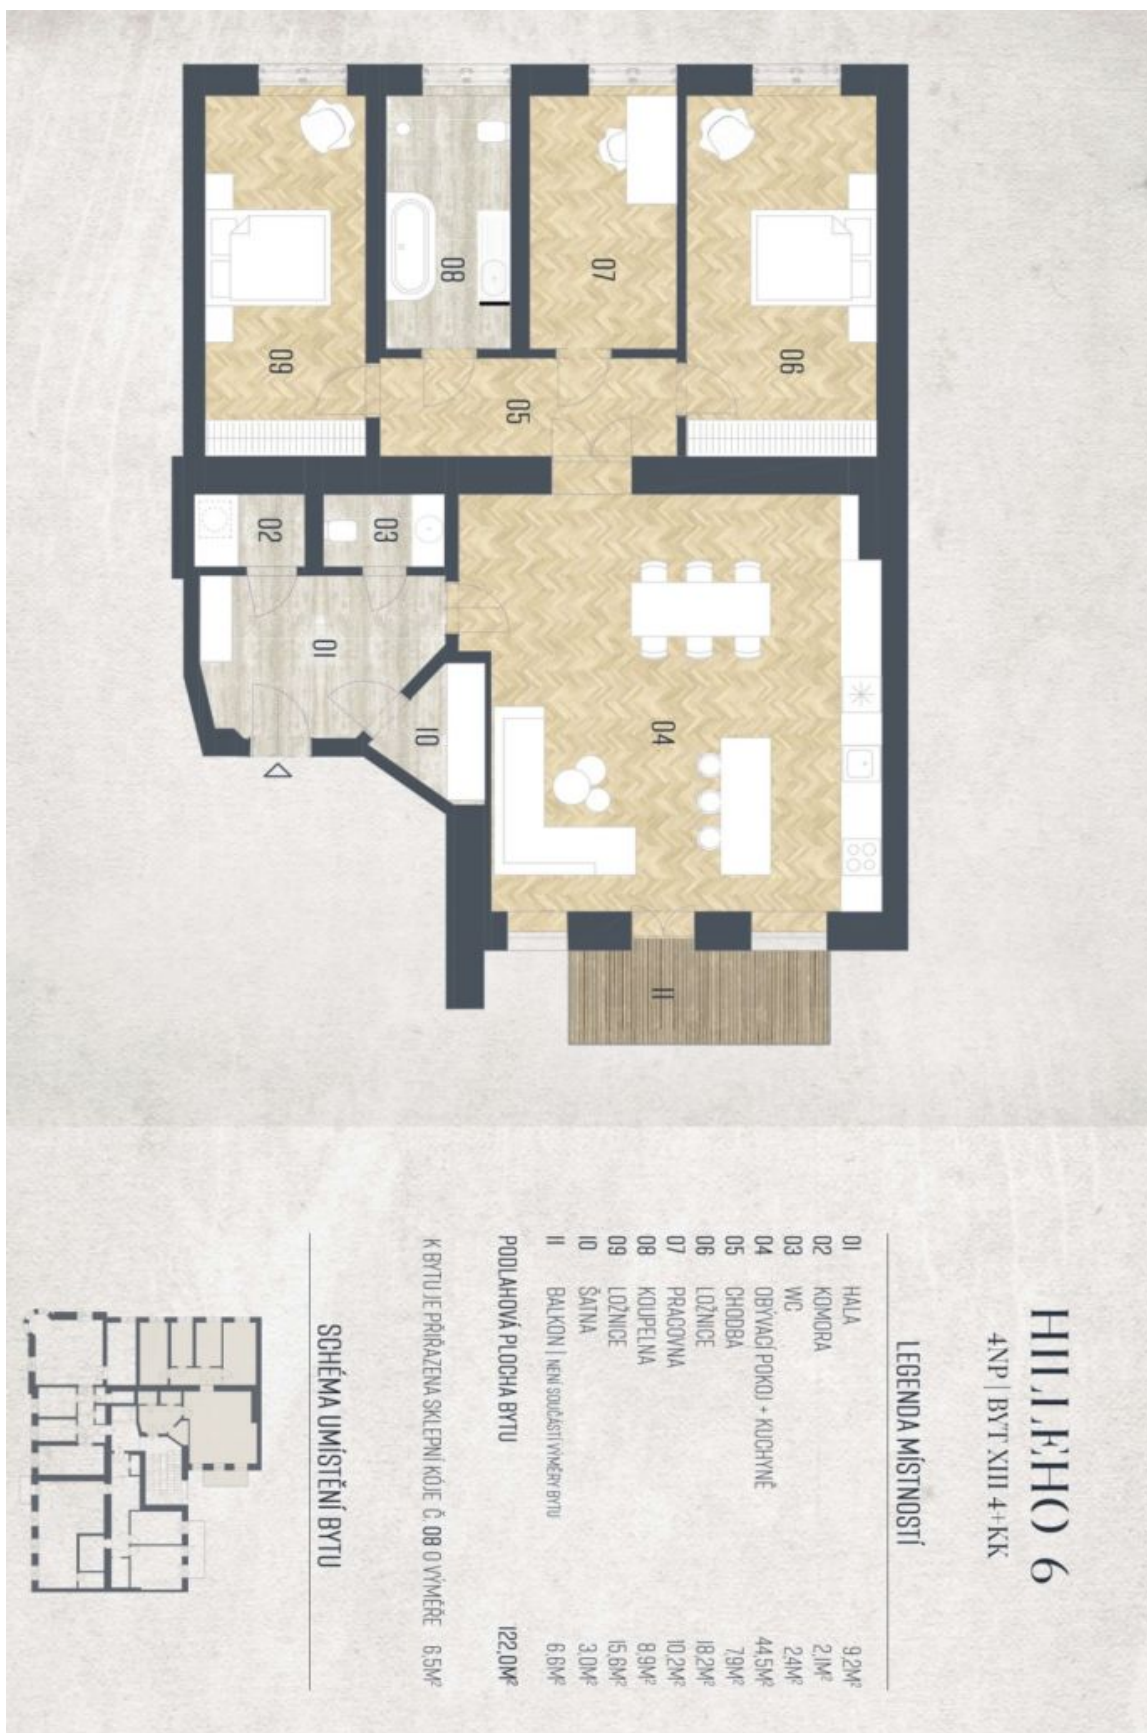 HILLEHO 6
4NP | BYT XIII 4+KK
LEGENDA MÍSTNOSTÍ
01 HALA 9,2M²
02 KOMORA 2,1M²
03 WC 2,4M²
04 OBÝVACÍ POKOJ + KUCHYNĚ 44,5M²
05 CHODBA 7,9M²
06 LOŽNICE 18,2M²
07 PRACOVNA 10,2M²
08 KOUPELNA 8,9M²
09 LOŽNICE 15,6M²
10 ŠATNA 3,0M²
11 BALKON | NENÍ SOUČÁSTÍ VÝMĚRY BYTU 6,6M²
PODLAHOVÁ PLOCHA BYTU 122,0M²
K BYTU JE PŘIŘAZENA SKLEPNÍ KÓJE Č. 08 O VÝMĚŘE 6,5M²
SCHÉMA UMÍSTĚNÍ BYTU
06
07
08
09
05
04
03
02
01
10
11